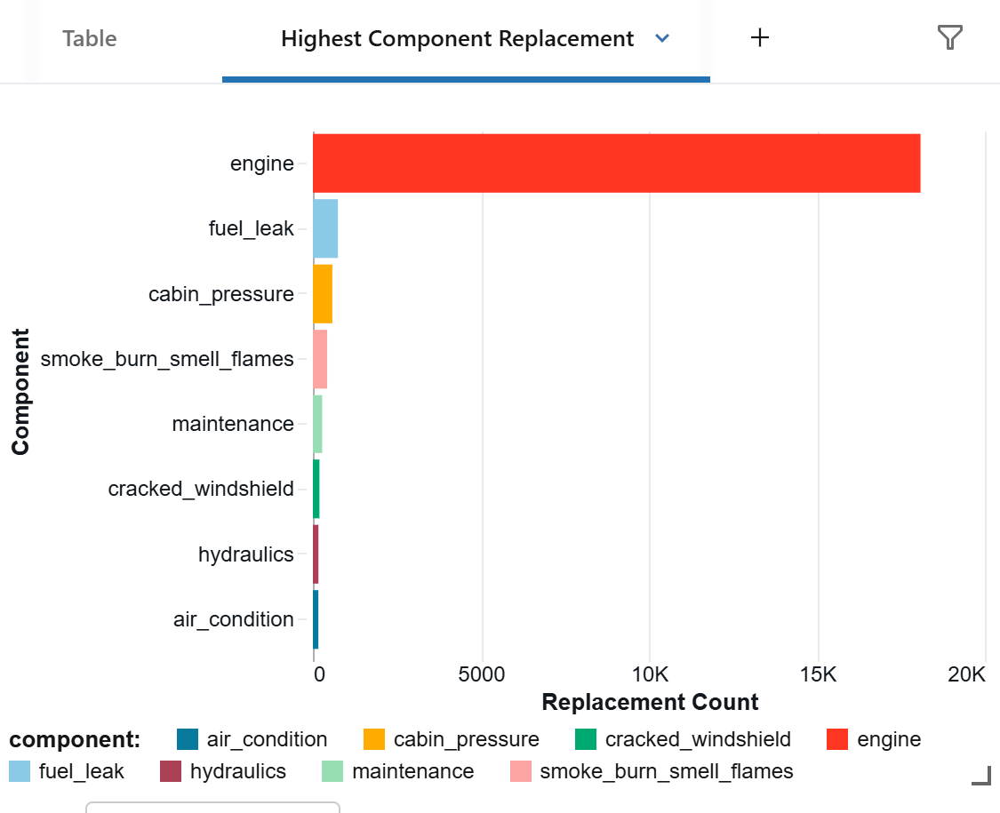 Table
Highest Component Replacement
engine
fuel_leak
cabin_pressure
smoke_burn_smell_flames
maintenance
cracked_windshield
hydraulics
air_condition
Component
0 5000 10K 15K 20K
Replacement Count
component: air_condition cabin_pressure cracked_windshield engine
fuel_leak hydraulics maintenance smoke_burn_smell_flames